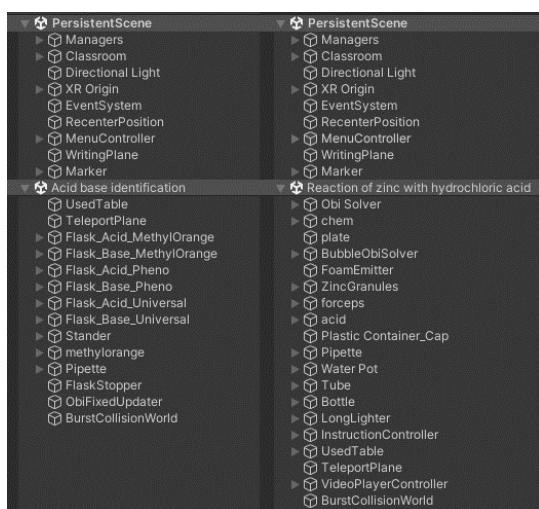 PersistentScene
Managers
Classroom
Directional Light
XR Origin
EventSystem
RecenterPosition
MenuController
WritingPlane
Marker
Acid base identification
UsedTable
TeleportPlane
Flask_Acid_MethylOrange
Flask_Base_MethylOrange
Flask_Acid_Pheno
Flask_Base_Pheno
Flask_Acid_Universal
Flask_Base_Universal
Stander
methylorange
Pipette
FlaskStopper
ObiFixedUpdater
BurstCollisionWorld
PersistentScene
Managers
Classroom
Directional Light
XR Origin
EventSystem
RecenterPosition
MenuController
WritingPlane
Marker
Reaction of zinc with hydrochloric acid
Obi Solver
chem
plate
BubbleObiSolver
FoamEmitter
ZincGranules
forceps
acid
Plastic Container_Cap
Pipette
Water Pot
Tube
Bottle
LongLighter
InstructionController
UsedTable
TeleportPlane
VideoPlayerController
BurstCollisionWorld